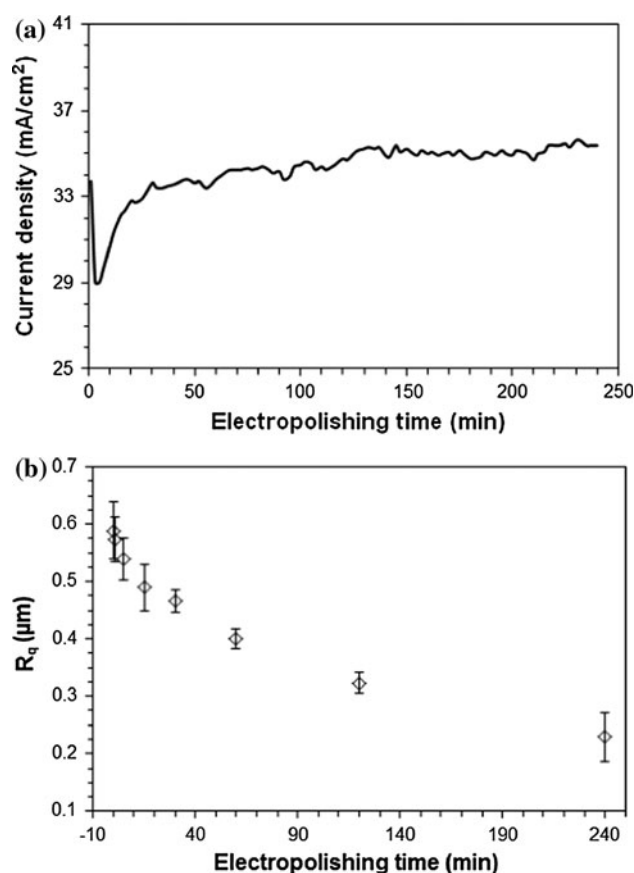 (a)
41
37
33
29
25
Current density (mA/cm²)
0 50 100 150 200 250
Electropolishing time (min)
(b)
0.7
0.6
0.5
0.4
0.3
0.2
0.1
Rq (µm)
-10 40 90 140 190 240
Electropolishing time (min)